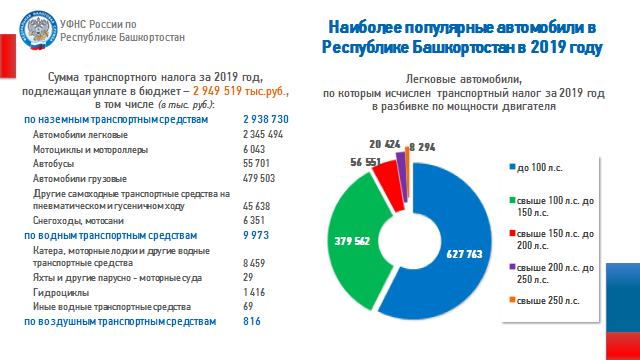 УФНС России по
Республике Башкортостан
Наиболее популярные автомобили в
Республике Башкортостан в 2019 году
Сумма транспортного налога за 2019 год,
подлежащая уплате в бюджет – 2 949 519 тыс.руб.,
в том числе (в тыс. руб.):
по наземным транспортным средствам 2 938 730
Автомобили легковые 2 345 494
Мотоциклы и мотороллеры 6 043
Автобусы 55 701
Автомобили грузовые 479 503
Другие самоходные транспортные средства на
пневматическом и гусеничном ходу 45 638
Снегоходы, мотосани 6 351
по водным транспортным средствам 9 973
Катера, моторные лодки и другие водные
транспортные средства 8 459
Яхты и другие парусно - моторные суда 29
Гидроциклы 1 416
Иные водные транспортные средства 69
по воздушным транспортным средствам 816
Легковые автомобили,
по которым исчислен транспортный налог за 2019 год
в разбивке по мощности двигателя
20 424
8 294
56 551
379 562
627 763
до 100 л.с.
свыше 100 л.с. до
150 л.с.
свыше 150 л.с. до
200 л.с.
свыше 200 л.с. до
250 л.с.
свыше 250 л.с.